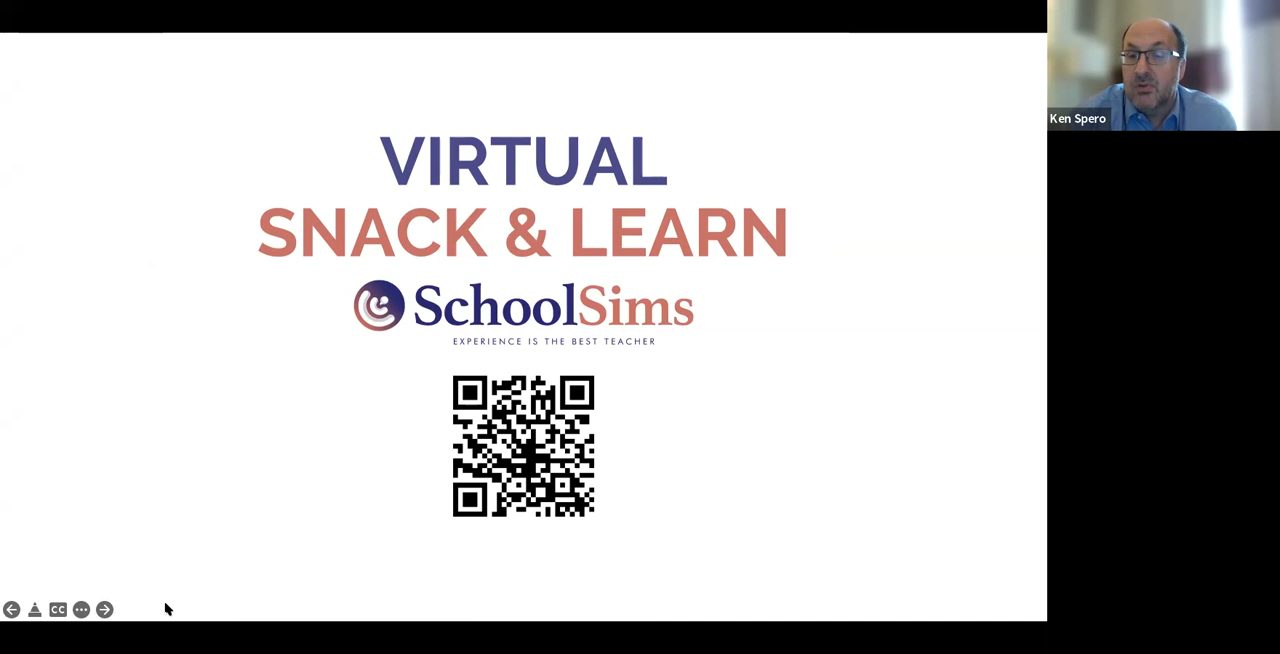 VIRTUAL
SNACK & LEARN
SchoolSims
EXPERIENCE IS THE BEST TEACHER
Ken Spero
CC